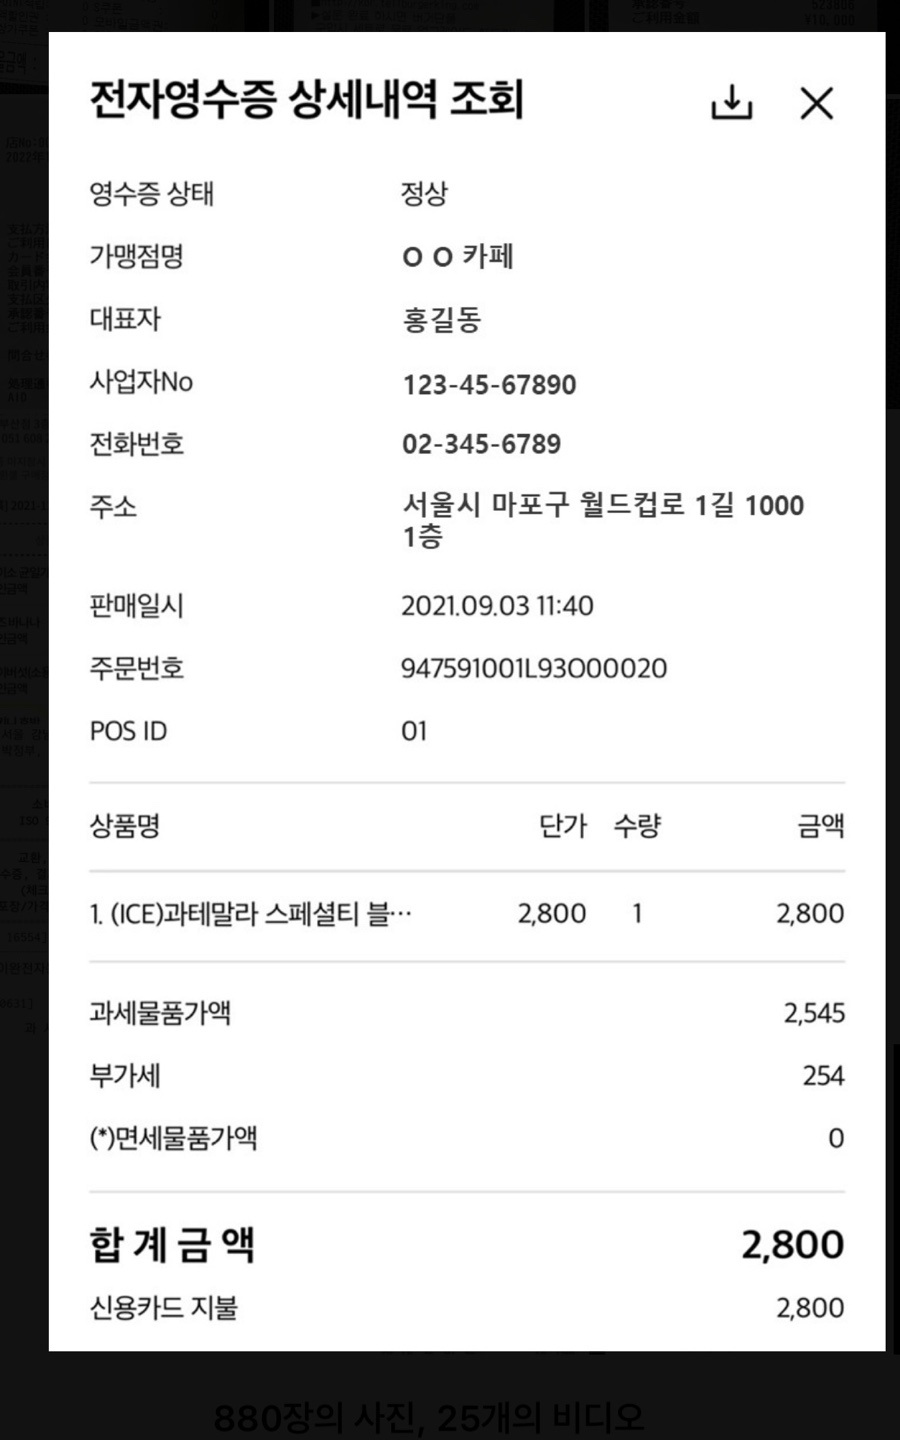 전자영수증 상세내역 조회
영수증 상태 정상
가맹점명 O O 카페
대표자 홍길동
사업자No 123-45-67890
전화번호 02-345-6789
주소 서울시 마포구 월드컵로 1길 1000
1층
판매일시 2021.09.03 11:40
주문번호 947591001L93O00020
POS ID 01
상품명 단가 수량 금액
1. (ICE)과테말라 스페셜티 블… 2,800 1 2,800
과세물품가액 2,545
부가세 254
(*)면세물품가액 0
합 계 금 액 2,800
신용카드 지불 2,800
880장의 사진, 25개의 비디오